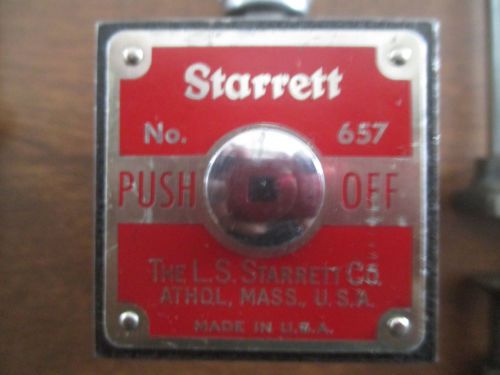 Starrett
No. 657
PUSH OFF
THE L. S. STARRETT CO.
ATHOL, MASS., U.S.A.
MADE IN U.S.A.